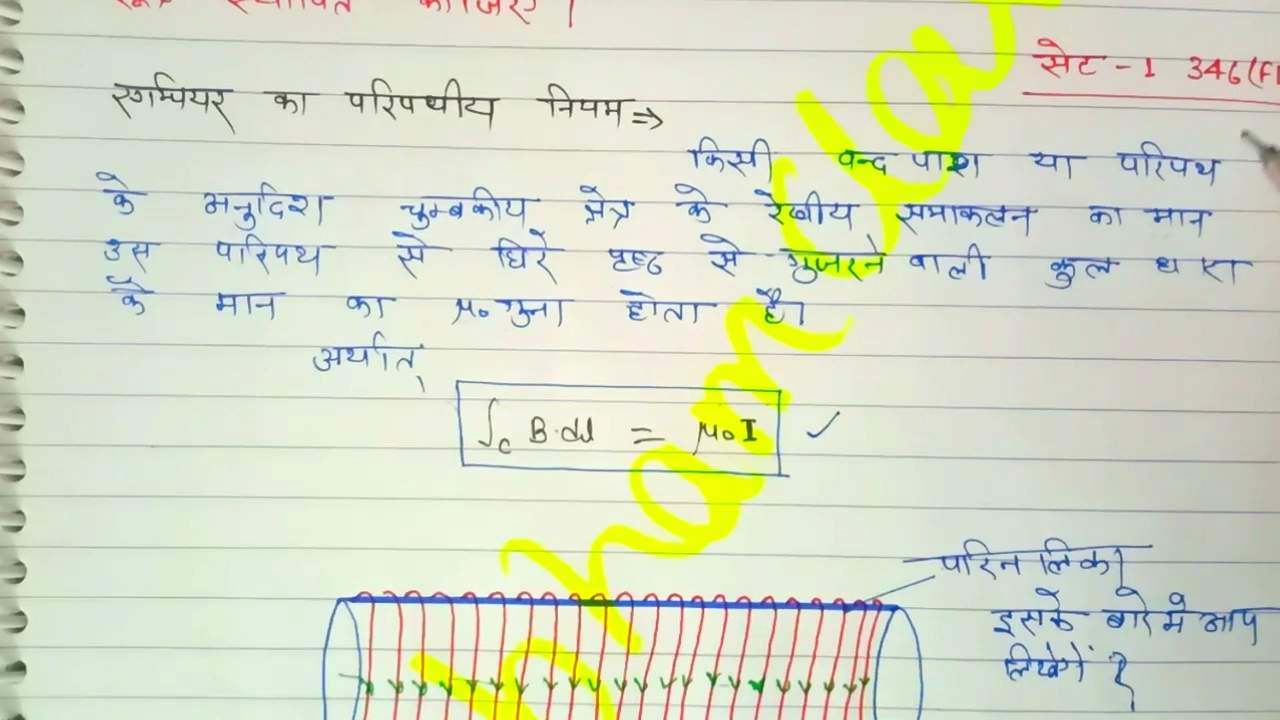 सूत्र स्थापित कीजिए।
सेट -1 346(F
एम्पियर का परिपथीय नियम ⇒
किसी बन्द पाश या परिपथ
के अनुदिश चुम्बकीय क्षेत्र के रेखीय समाकलन का मान
उस परिपथ से घिरे पृष्ठ से गुजरने वाली कुल धारा
के मान का μ₀ गुना होता है।
अर्थात्
∫c B·dl = μ₀I ✓
परिनालिका
इसके बारे में आप
लिखेगों ?